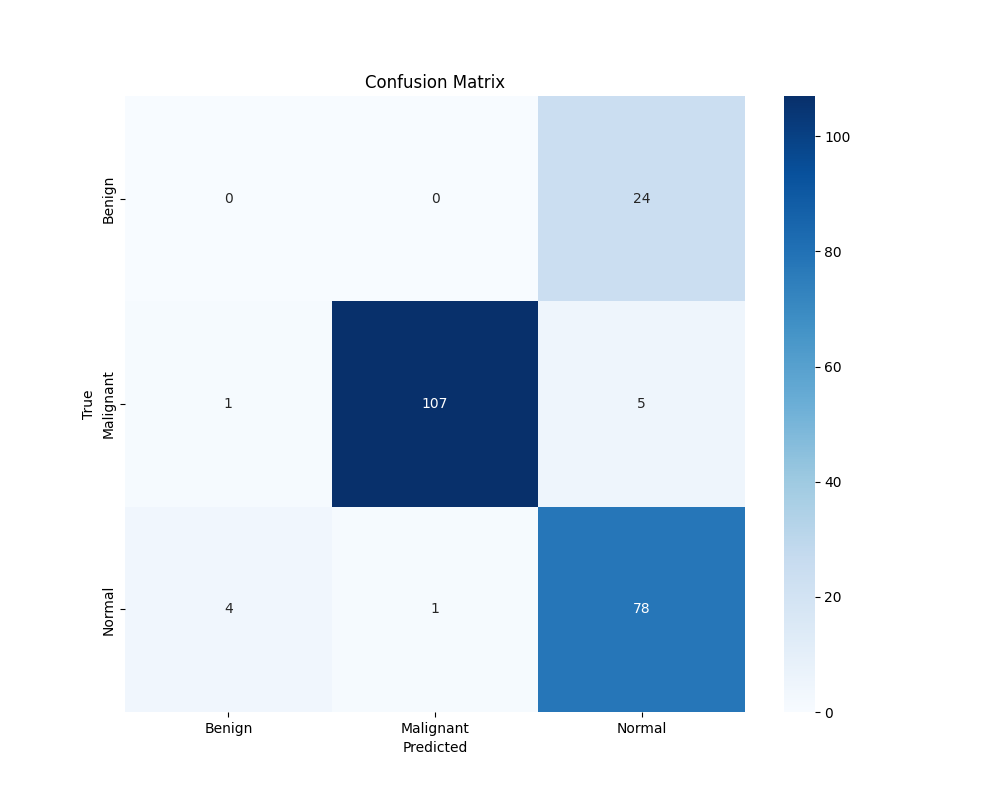 Confusion Matrix
Benign
0 0 24
True
Malignant
1 107 5
Normal
4 1 78
Benign Malignant Normal
Predicted
100
80
60
40
20
0